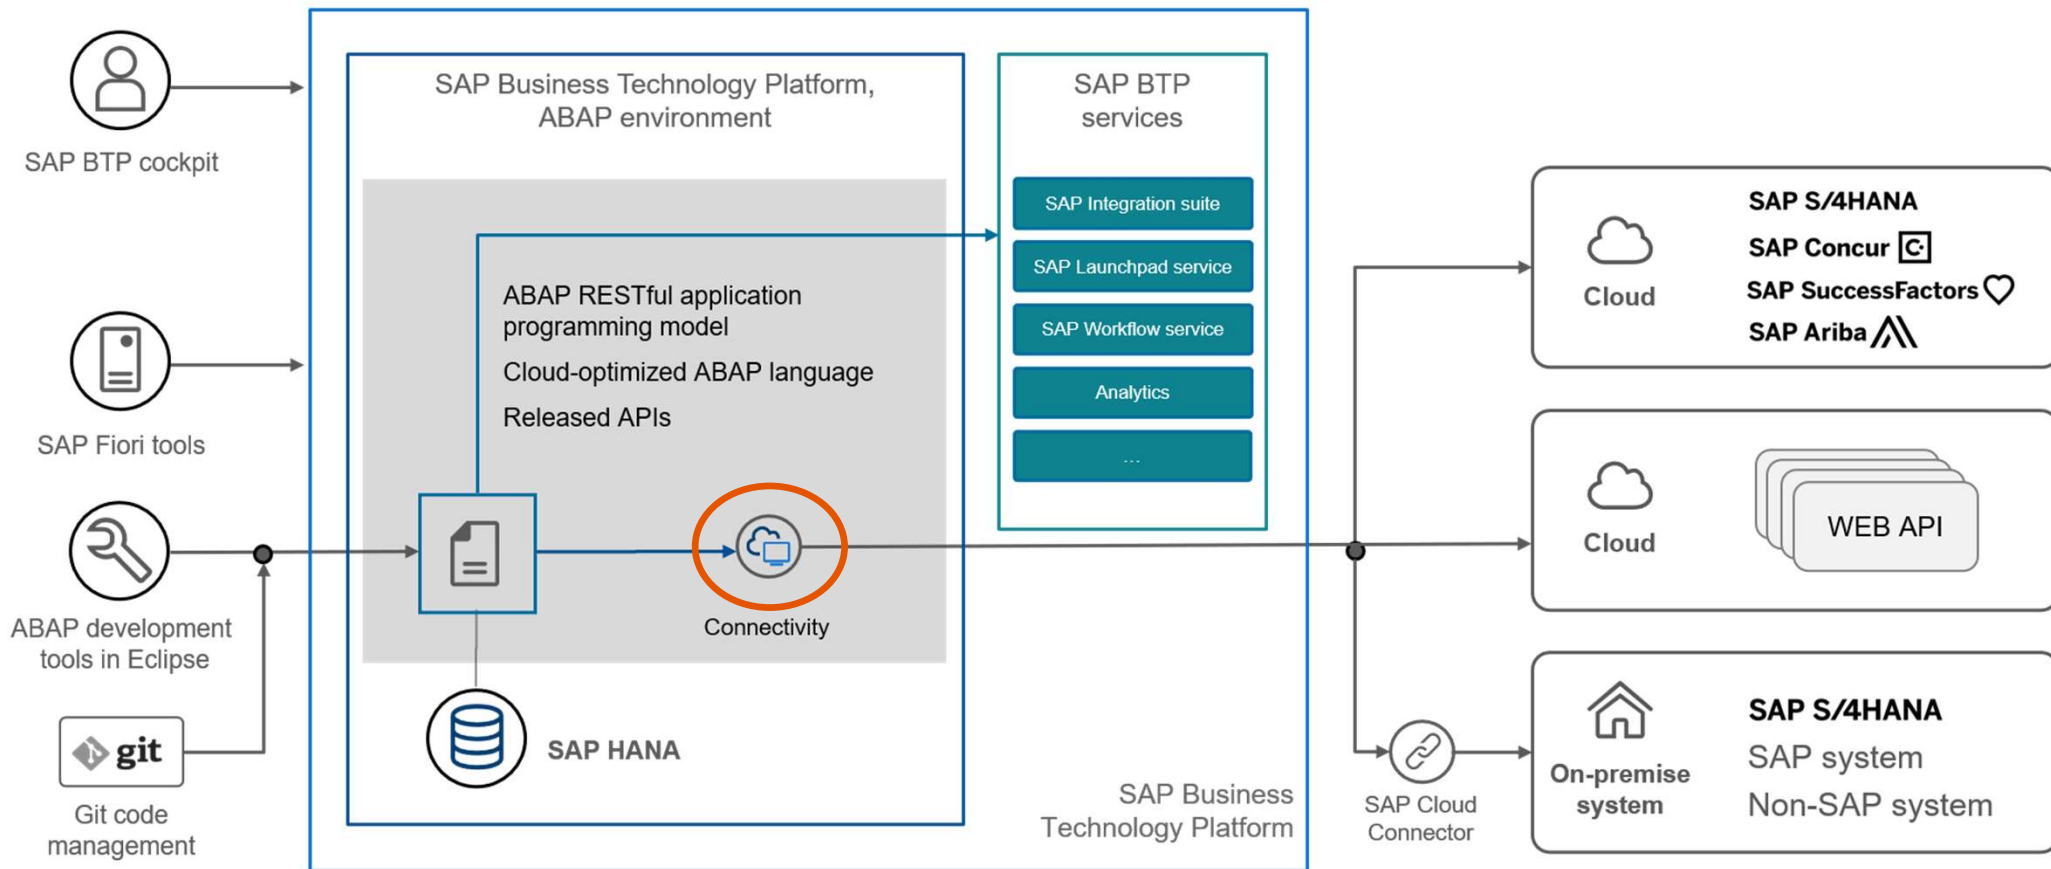 SAP BTP cockpit
SAP Fiori tools
ABAP development
tools in Eclipse
git
Git code
management
SAP Business Technology Platform,
ABAP environment
ABAP RESTful application
programming model
Cloud-optimized ABAP language
Released APIs
Connectivity
SAP HANA
SAP BTP
services
SAP Integration suite
SAP Launchpad service
SAP Workflow service
Analytics
...
SAP Business
Technology Platform
SAP Cloud
Connector
Cloud
SAP S/4HANA
SAP Concur C·
SAP SuccessFactors
SAP Ariba
Cloud
WEB API
On-premise
system
SAP S/4HANA
SAP system
Non-SAP system